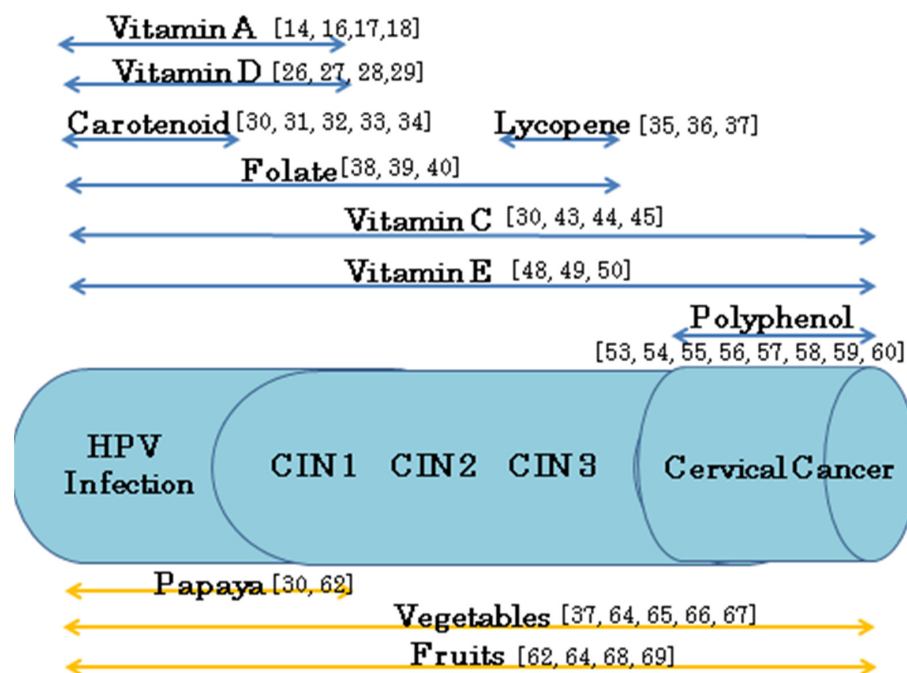 Vitamin A [14, 16,17,18]
Vitamin D [26, 27, 28,29]
Carotenoid [30, 31, 32, 33, 34] Lycopene [35, 36, 37]
Folate [38, 39, 40]
Vitamin C [30, 43, 44, 45]
Vitamin E [48, 49, 50]
Polyphenol
[53, 54, 55, 56, 57, 58, 59, 60]
HPV
Infection
CIN 1 CIN 2 CIN 3 Cervical Cancer
Papaya [30, 62]
Vegetables [37, 64, 65, 66, 67]
Fruits [62, 64, 68, 69]